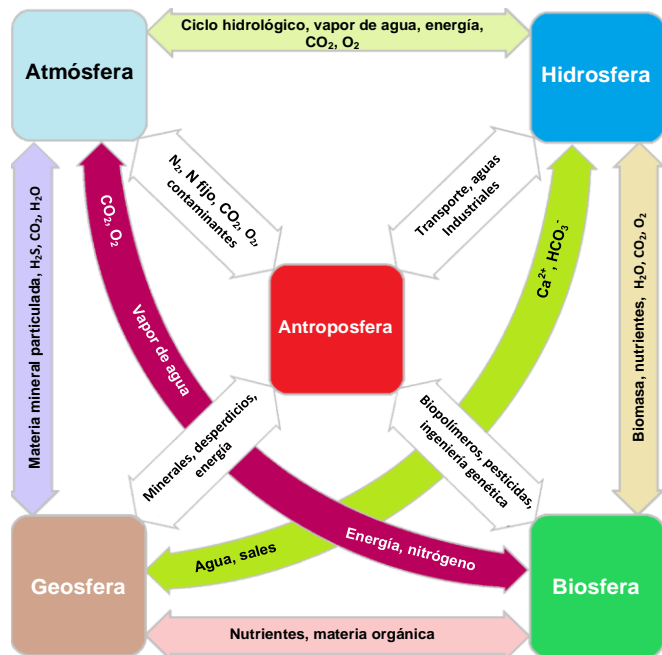 Ciclo hidrológico, vapor de agua, energía,
CO₂, O₂
Atmósfera
Hidrosfera
N₂, N fijo, CO₂, O₂,
contaminantes
Transporte, aguas
Industriales
CO₂, O₂
Vapor de agua
Energía, nitrógeno
Ca²⁺, HCO₃⁻
Agua, sales
Materia mineral particulada, H₂S, CO₂, H₂O
Biomasa, nutrientes, H₂O, CO₂, O₂
Antroposfera
Minerales, desperdicios,
energía
Biopolímeros, pesticidas,
ingeniería genética
Geosfera
Biosfera
Nutrientes, materia orgánica